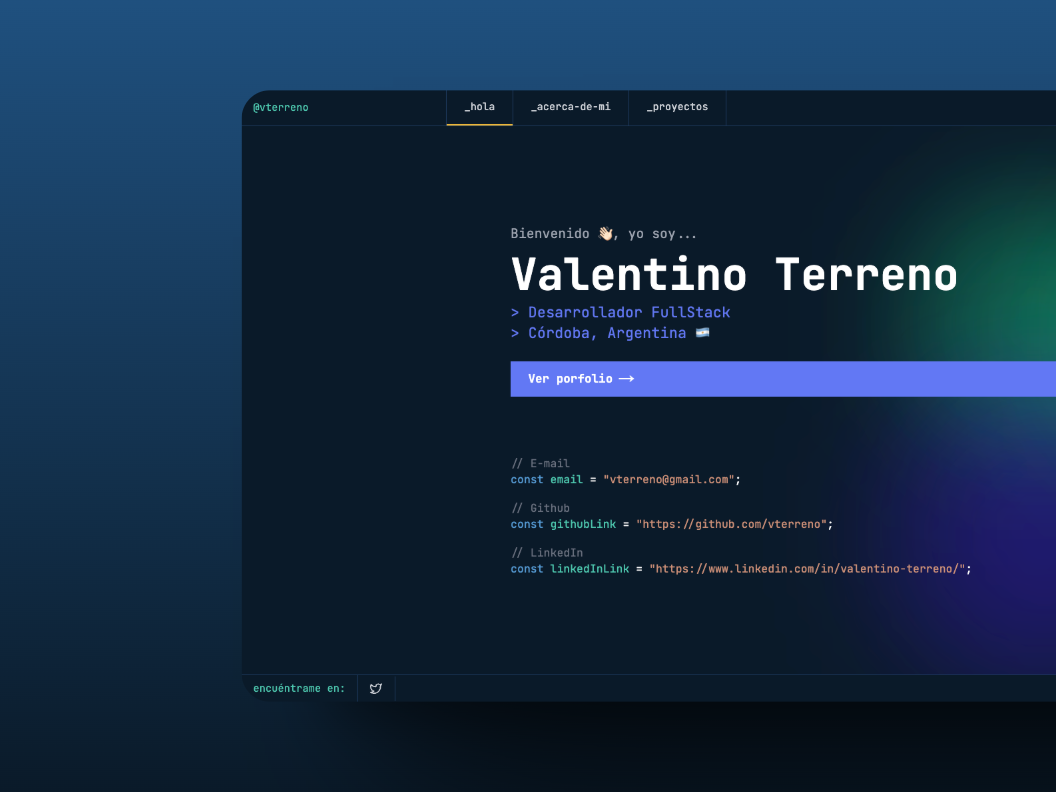 @vterreno
_hola
_acerca-de-mi
_proyectos
Bienvenido 👋🏻, yo soy...
Valentino Terreno
> Desarrollador FullStack
> Córdoba, Argentina 🇦🇷
Ver porfolio →
// E-mail
const email = "vterreno@gmail.com";
// Github
const githubLink = "https://github.com/vterreno";
// LinkedIn
const linkedInLink = "https://www.linkedin.com/in/valentino-terreno/";
encuéntrame en: